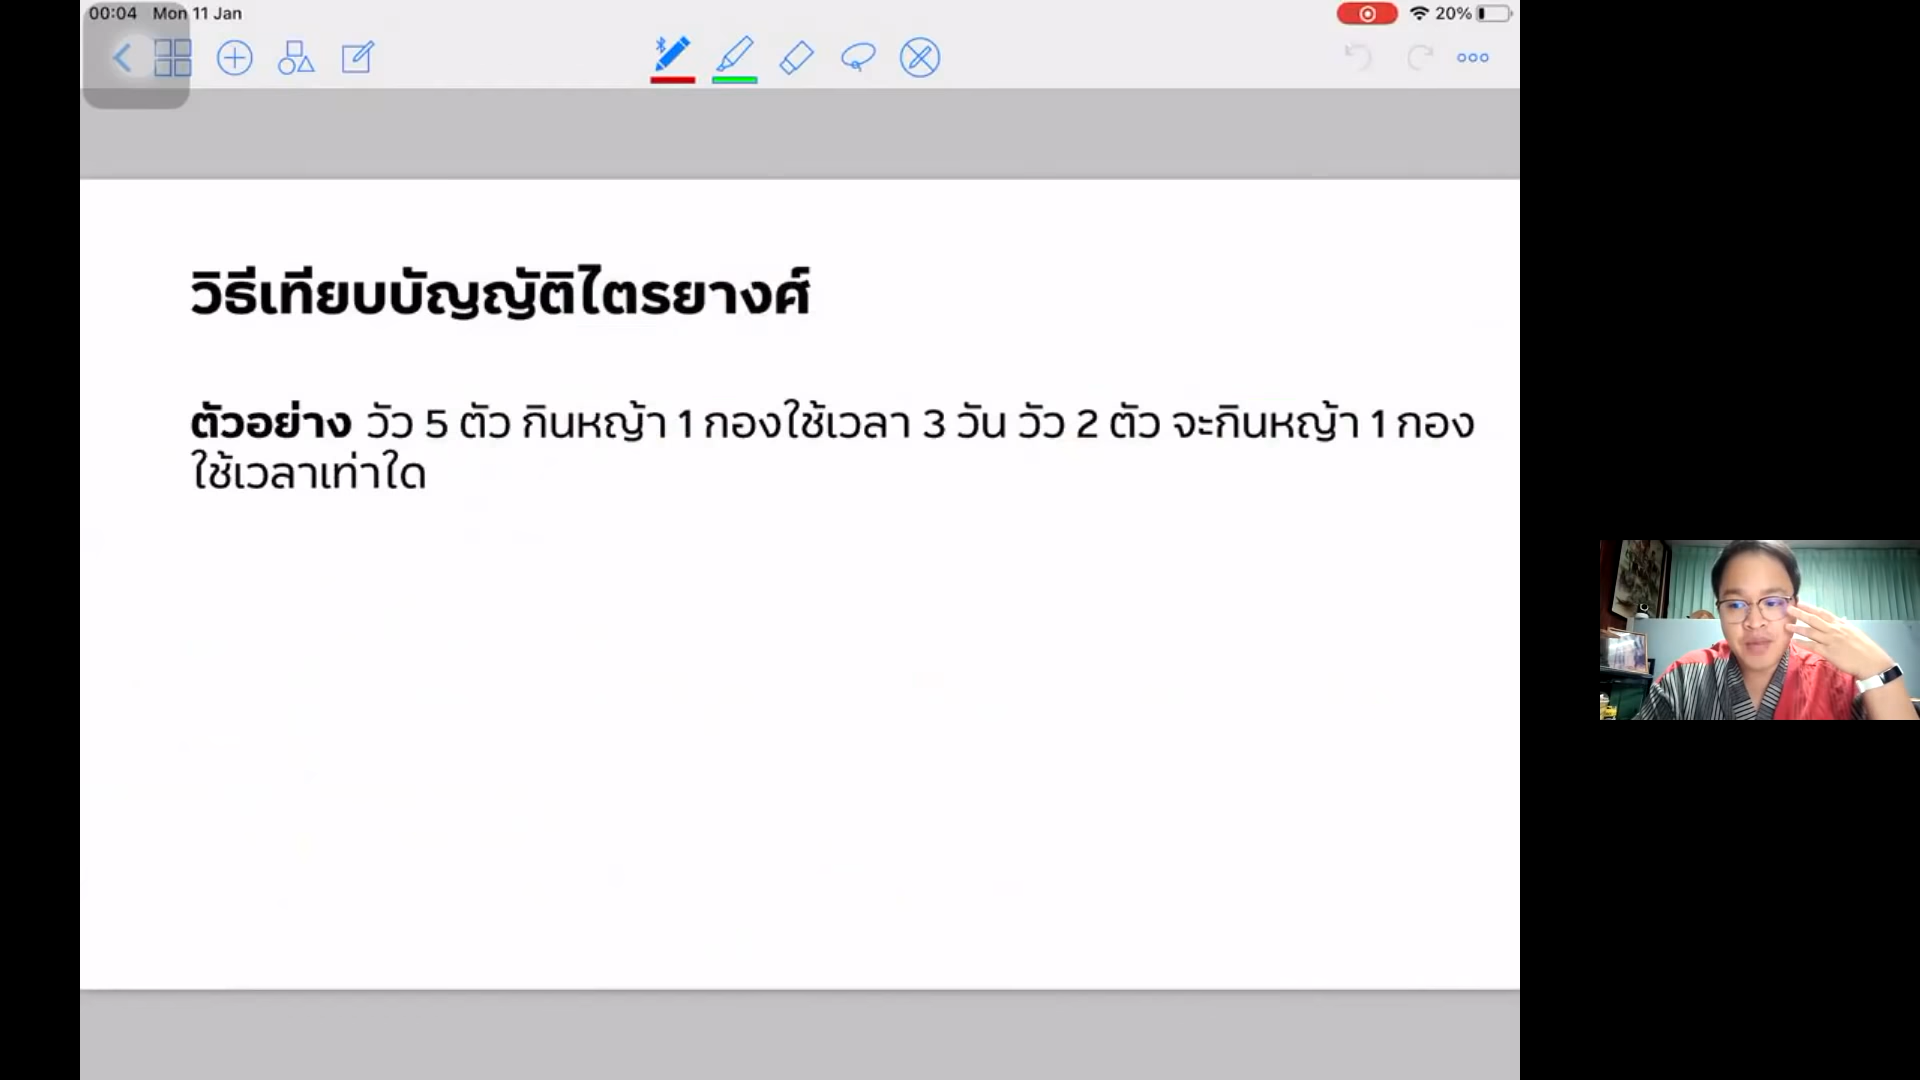 00:04 Mon 11 Jan
20%
วิธีเทียบบัญญัติไตรยางศ์
ตัวอย่าง วัว 5 ตัว กินหญ้า 1 กองใช้เวลา 3 วัน วัว 2 ตัว จะกินหญ้า 1 กอง
ใช้เวลาเท่าใด